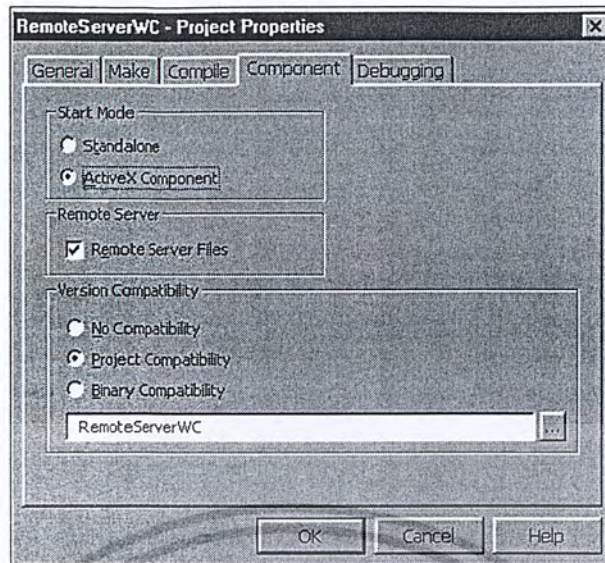 RemoteServerWC - Project Properties
General Make Compile Component Debugging
Start Mode
Standalone
ActiveX Component
Remote Server
Remote Server Files
Version Compatibility
No Compatibility
Project Compatibility
Binary Compatibility
RemoteServerWC
...
OK Cancel Help